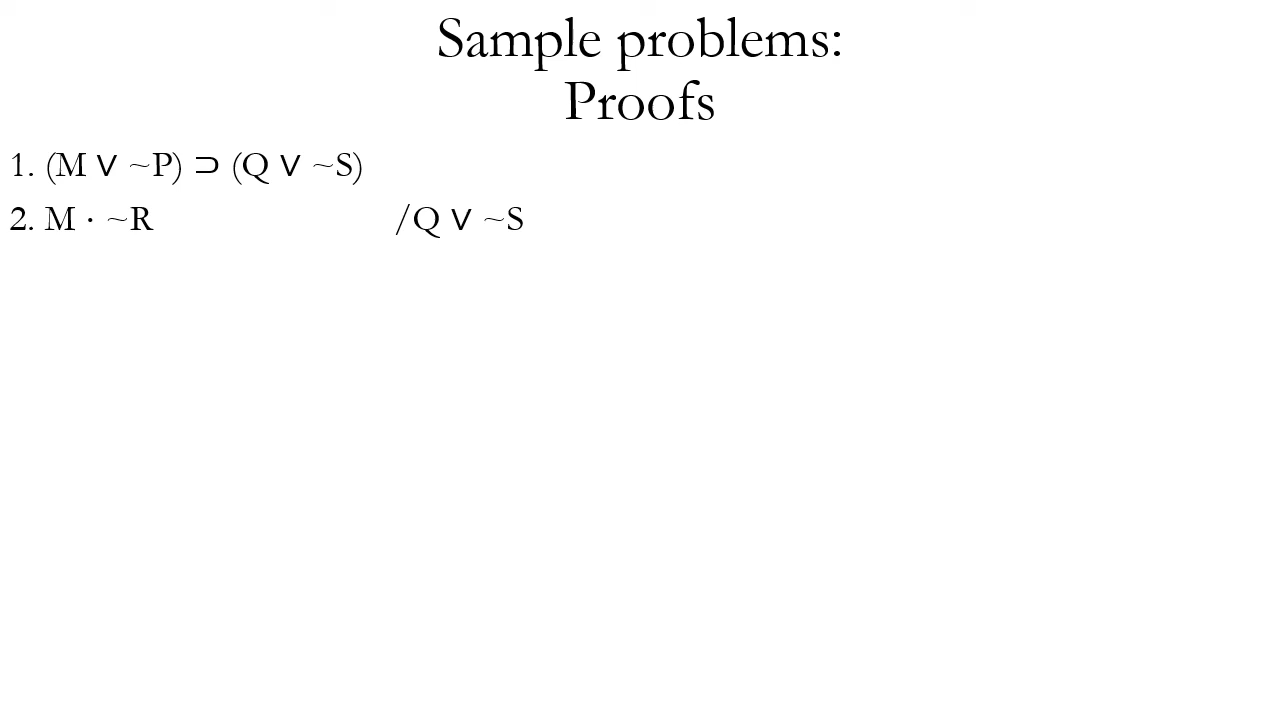 Sample problems:
Proofs
1. (M ∨ ~P) ⊃ (Q ∨ ~S)
2. M · ~R /Q ∨ ~S